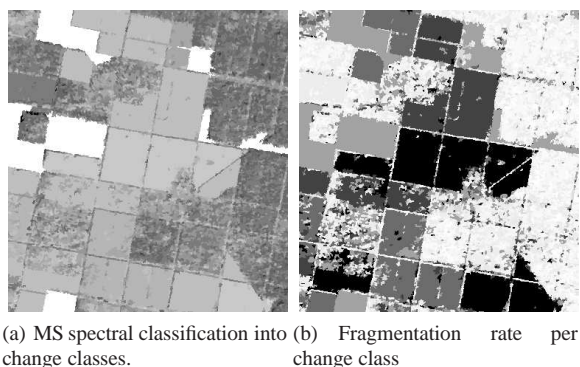 (a) MS spectral classification into change classes.
(b) Fragmentation rate per change class